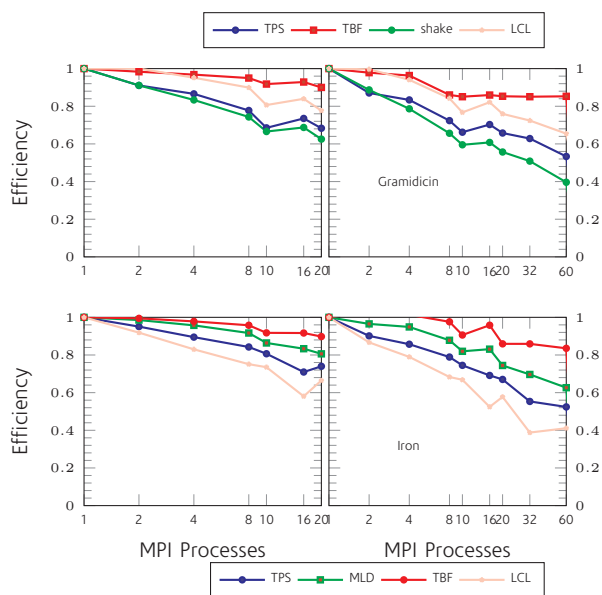 TPS TBF shake LCL
1 1
0.8 0.8
0.6 0.6
0.4 0.4
0.2 0.2
0 0
Efficiency
Gramidicin
1 2 4 8 10 16 20 1 2 4 8 10 16 20 32 60
1 1
0.8 0.8
0.6 0.6
0.4 0.4
0.2 0.2
0 0
Efficiency
Iron
1 2 4 8 10 16 20 1 2 4 8 10 16 20 32 60
MPI Processes MPI Processes
TPS MLD TBF LCL